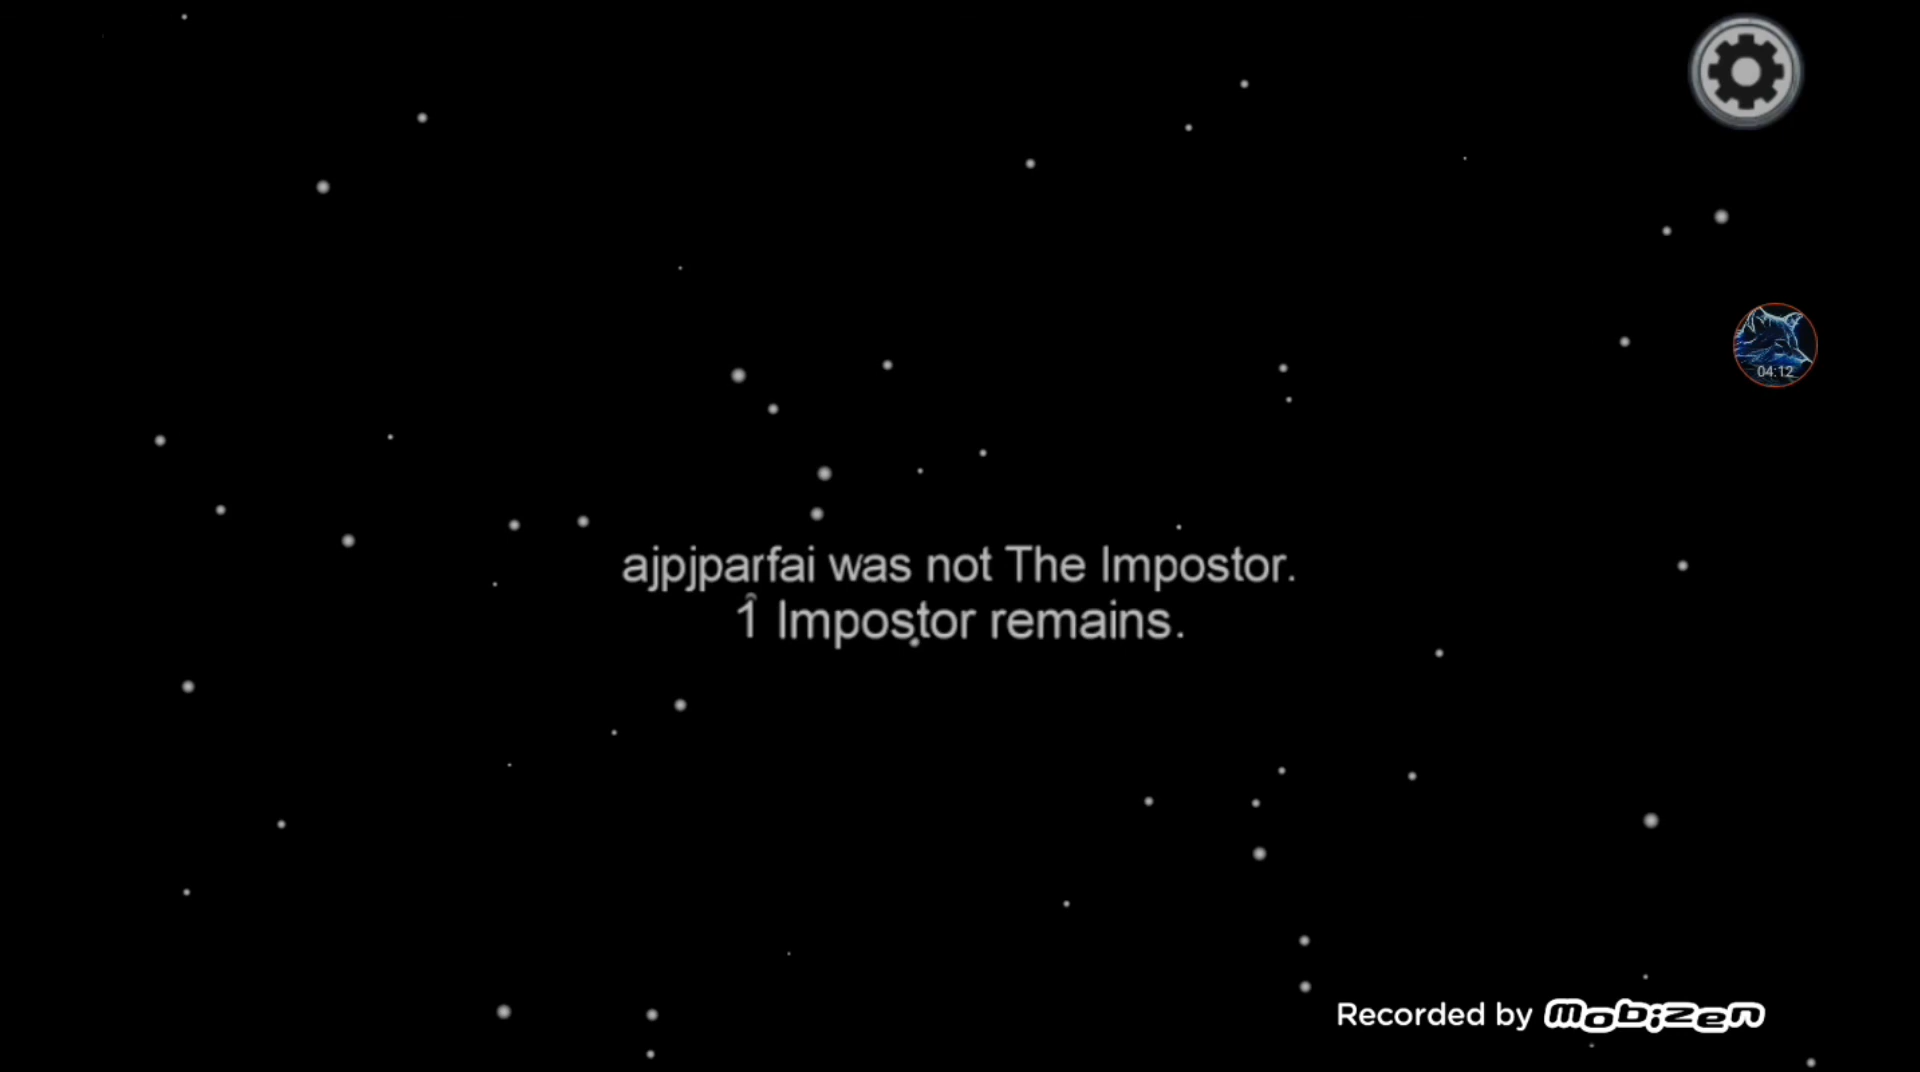 04:12
ajpjparfai was not The Impostor.
1 Impostor remains.
Recorded by mobizen